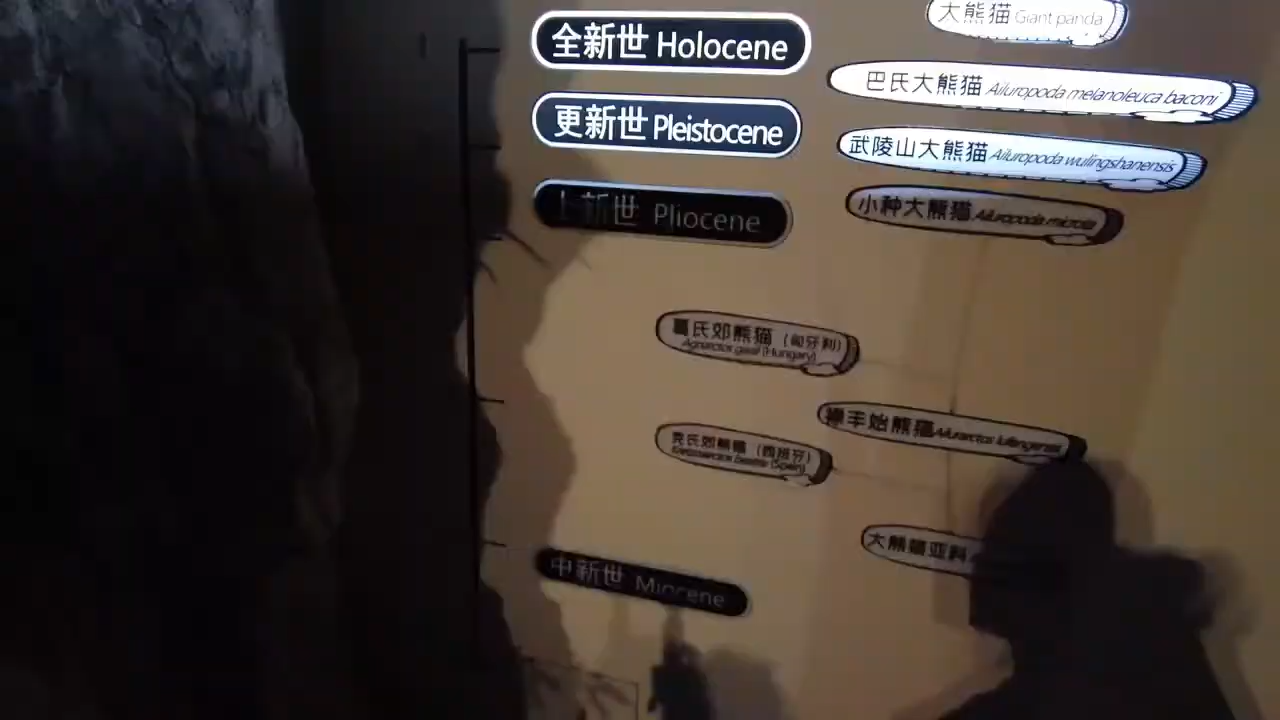 大熊猫 Giant panda
全新世 Holocene
巴氏大熊猫 Ailuropoda melanoleuca baconi
更新世 Pleistocene
武陵山大熊猫 Ailuropoda wulingshanensis
上新世 Pliocene
小种大熊猫 Ailuropoda microta
葛氏郊熊猫（匈牙利）
(Hungary)
禄丰始熊猫 Ailurarctos lufengensis
克氏郊熊猫（西班牙）
(Spain)
大熊猫亚科
中新世 Miocene